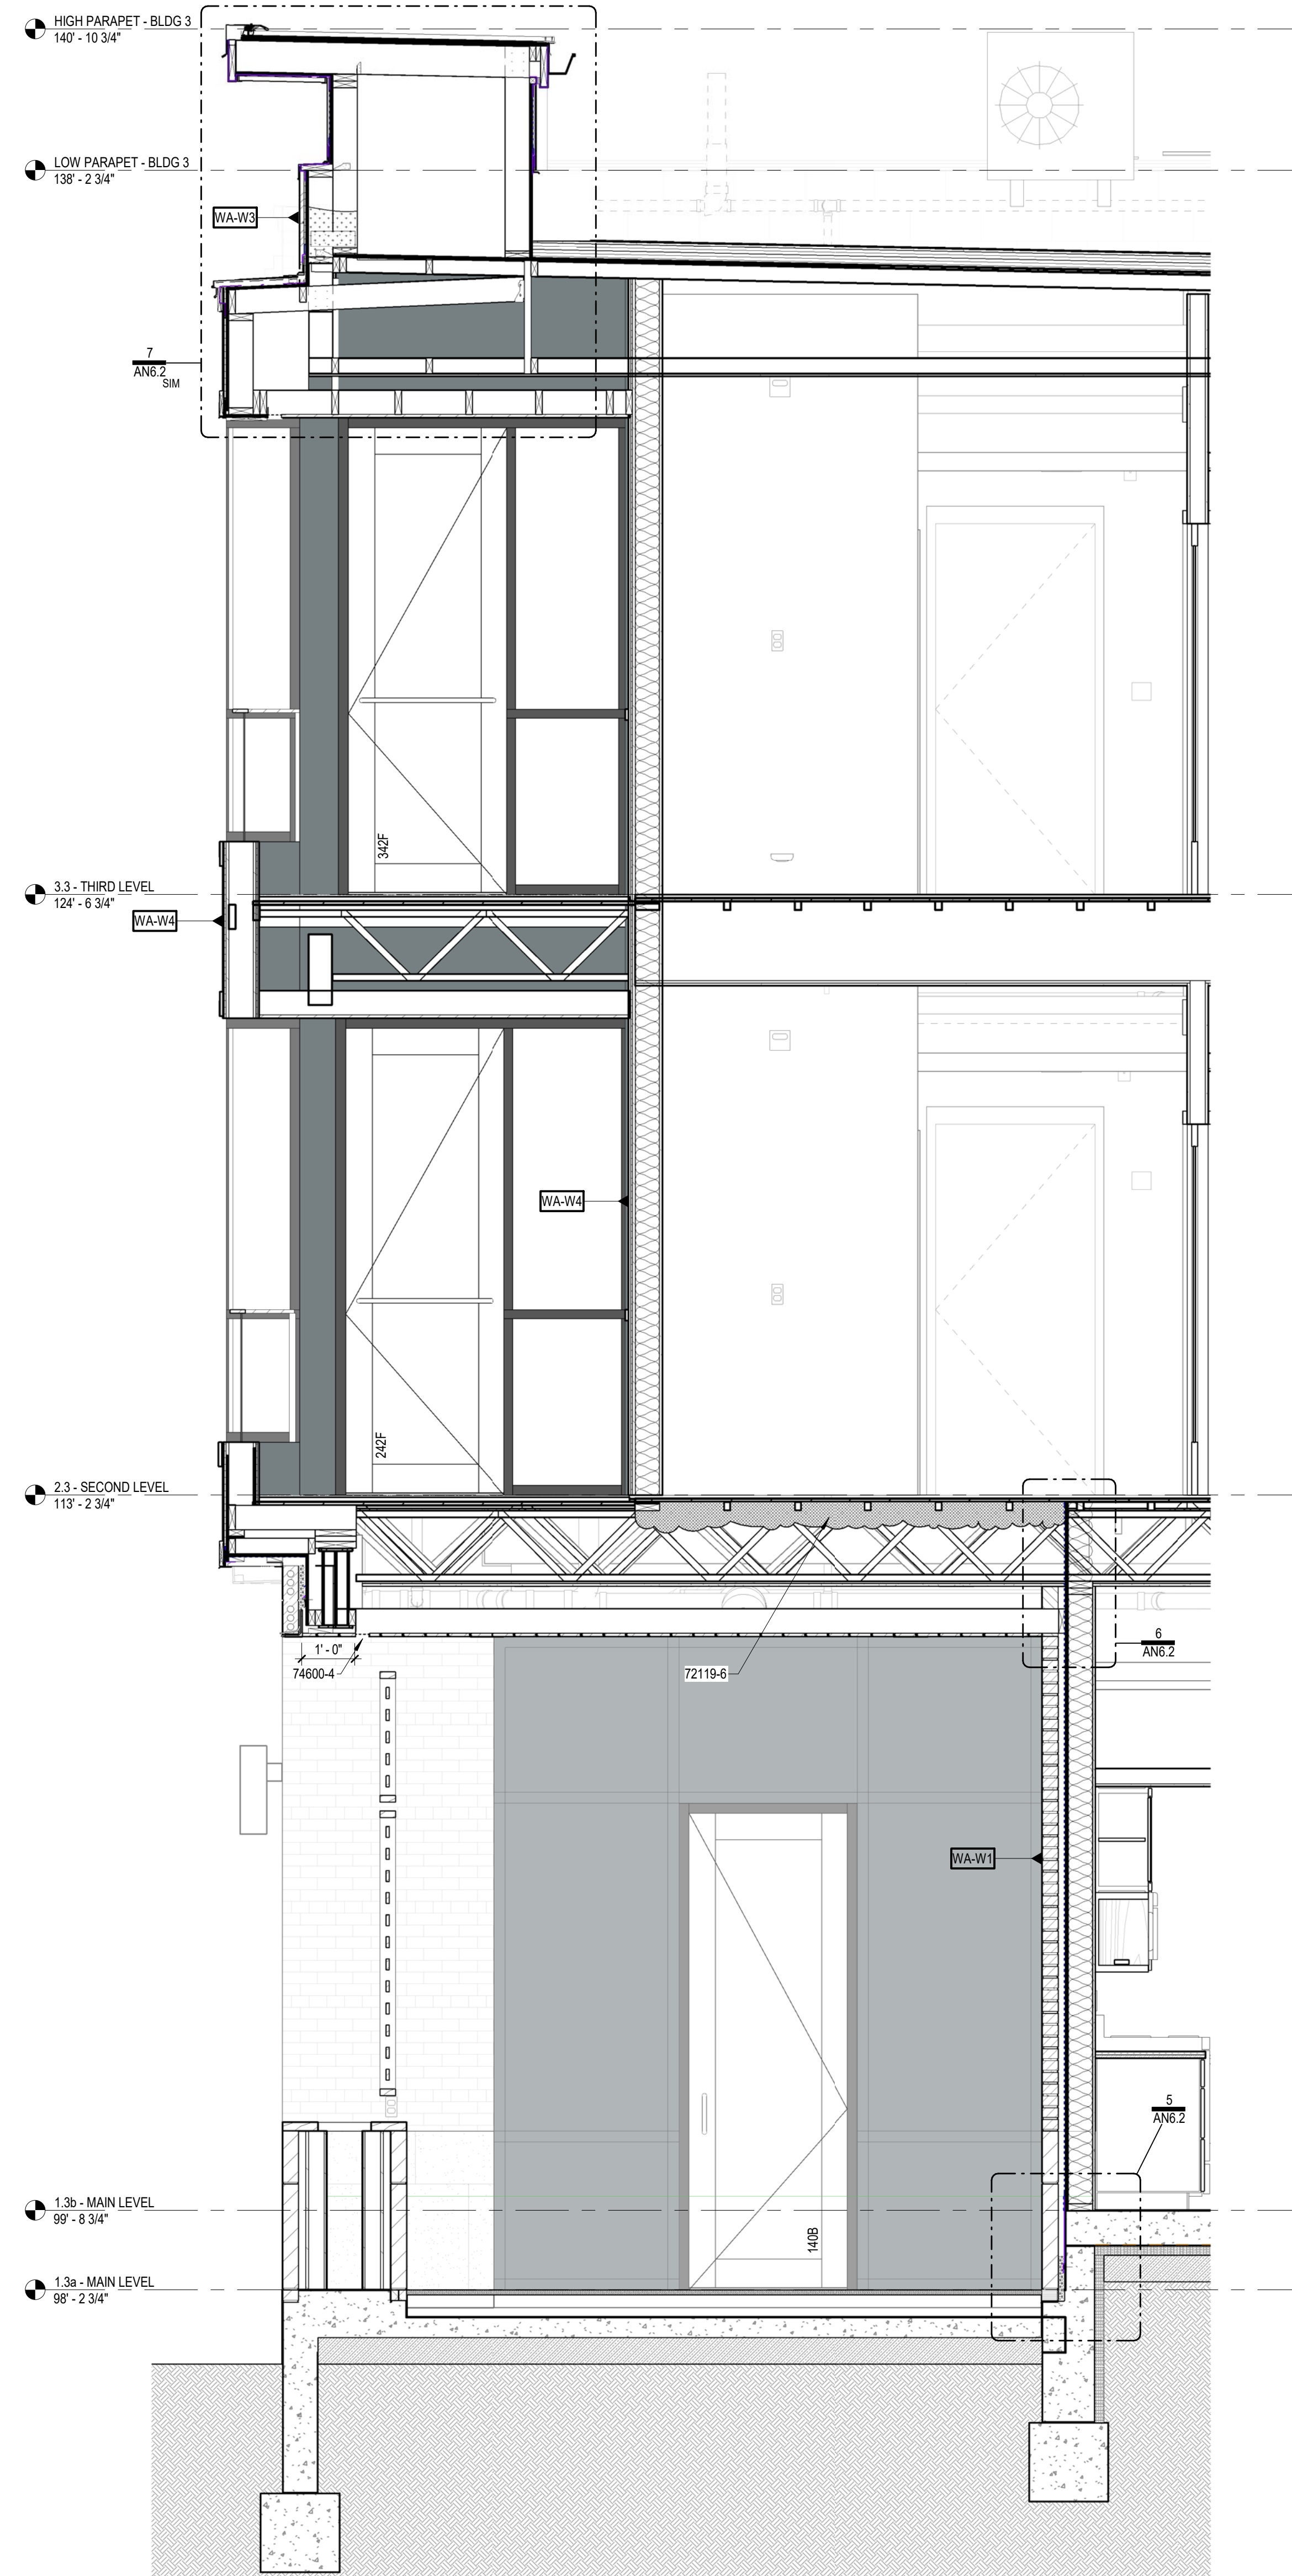 HIGH PARAPET - BLDG 3
140' - 10 3/4"
LOW PARAPET - BLDG 3
138' - 2 3/4"
WA-W3
7
AN6.2
SIM
342F
3.3 - THIRD LEVEL
124' - 6 3/4"
WA-W4
WA-W4
242F
2.3 - SECOND LEVEL
113' - 2 3/4"
6
AN6.2
1' - 0"
74600-4
72119-6
WA-W1
5
AN6.2
140B
1.3b - MAIN LEVEL
99' - 8 3/4"
1.3a - MAIN LEVEL
98' - 2 3/4"